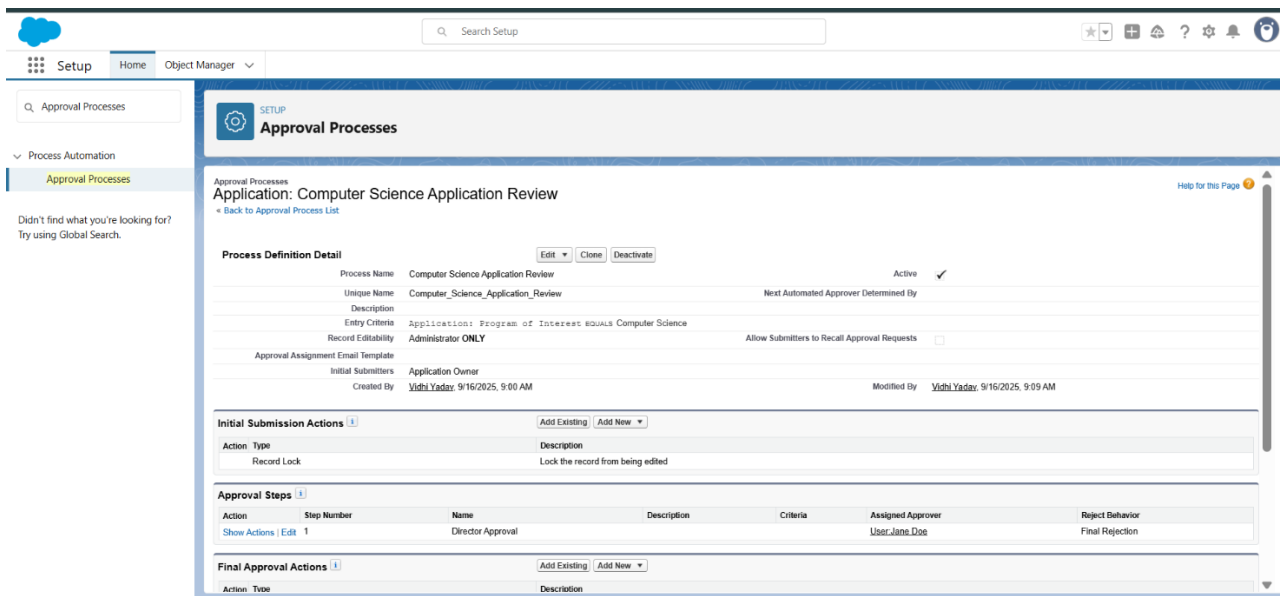 Search Setup
Setup
Home
Object Manager
Approval Processes
Process Automation
Approval Processes
Didn't find what you're looking for?
Try using Global Search.
SETUP
Approval Processes
Approval Processes
Application: Computer Science Application Review
« Back to Approval Process List
Help for this Page
Process Definition Detail Edit Clone Deactivate
Process Name Computer Science Application Review Active
Unique Name Computer_Science_Application_Review Next Automated Approver Determined By
Description
Entry Criteria Application: Program of Interest EQUALS Computer Science
Record Editability Administrator ONLY Allow Submitters to Recall Approval Requests
Approval Assignment Email Template
Initial Submitters Application Owner
Created By Vidhi Yadav, 9/16/2025, 9:00 AM Modified By Vidhi Yadav, 9/16/2025, 9:09 AM
Initial Submission Actions Add Existing Add New
Action Type Description
Record Lock Lock the record from being edited
Approval Steps
Action Step Number Name Description Criteria Assigned Approver Reject Behavior
Show Actions | Edit 1 Director Approval User:Jane Doe Final Rejection
Final Approval Actions Add Existing Add New
Action Type Description